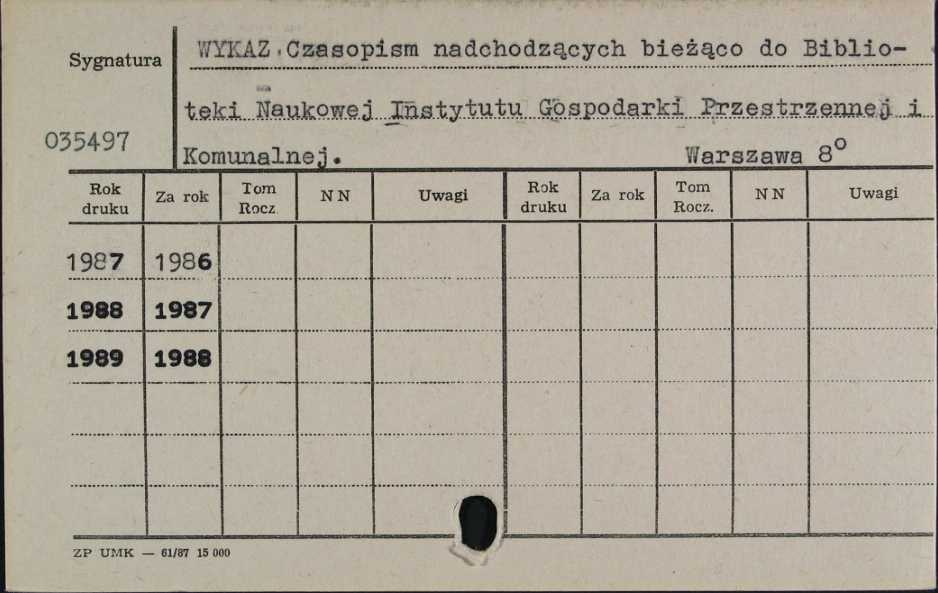 Sygnatura
WYKAZ Czasopism nadchodzących bieżąco do Biblio-
teki Naukowej Instytutu Gospodarki Przestrzennej i
035497
Komunalnej. Warszawa 8°
Rok druku Za rok Tom Rocz. N N Uwagi Rok druku Za rok Tom Rocz. N N Uwagi
1987 1986
1988 1987
1989 1988
ZP UMK — 61/87 15 000